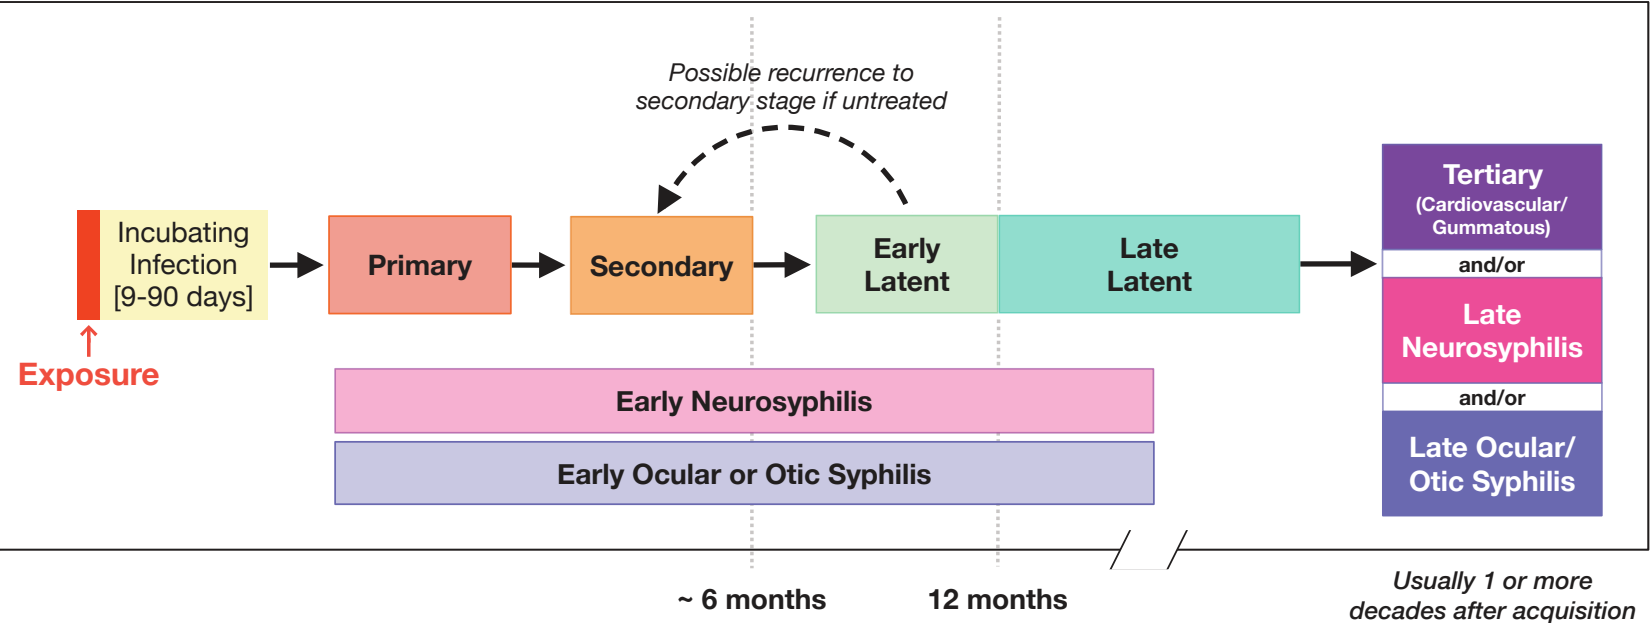 Possible recurrence to
secondary stage if untreated
Incubating
Infection
[9-90 days]
Exposure
Primary
Secondary
Early
Latent
Late
Latent
Tertiary
(Cardiovascular/
Gummatous)
and/or
Late
Neurosyphilis
and/or
Late Ocular/
Otic Syphilis
Early Neurosyphilis
Early Ocular or Otic Syphilis
~ 6 months
12 months
Usually 1 or more
decades after acquisition